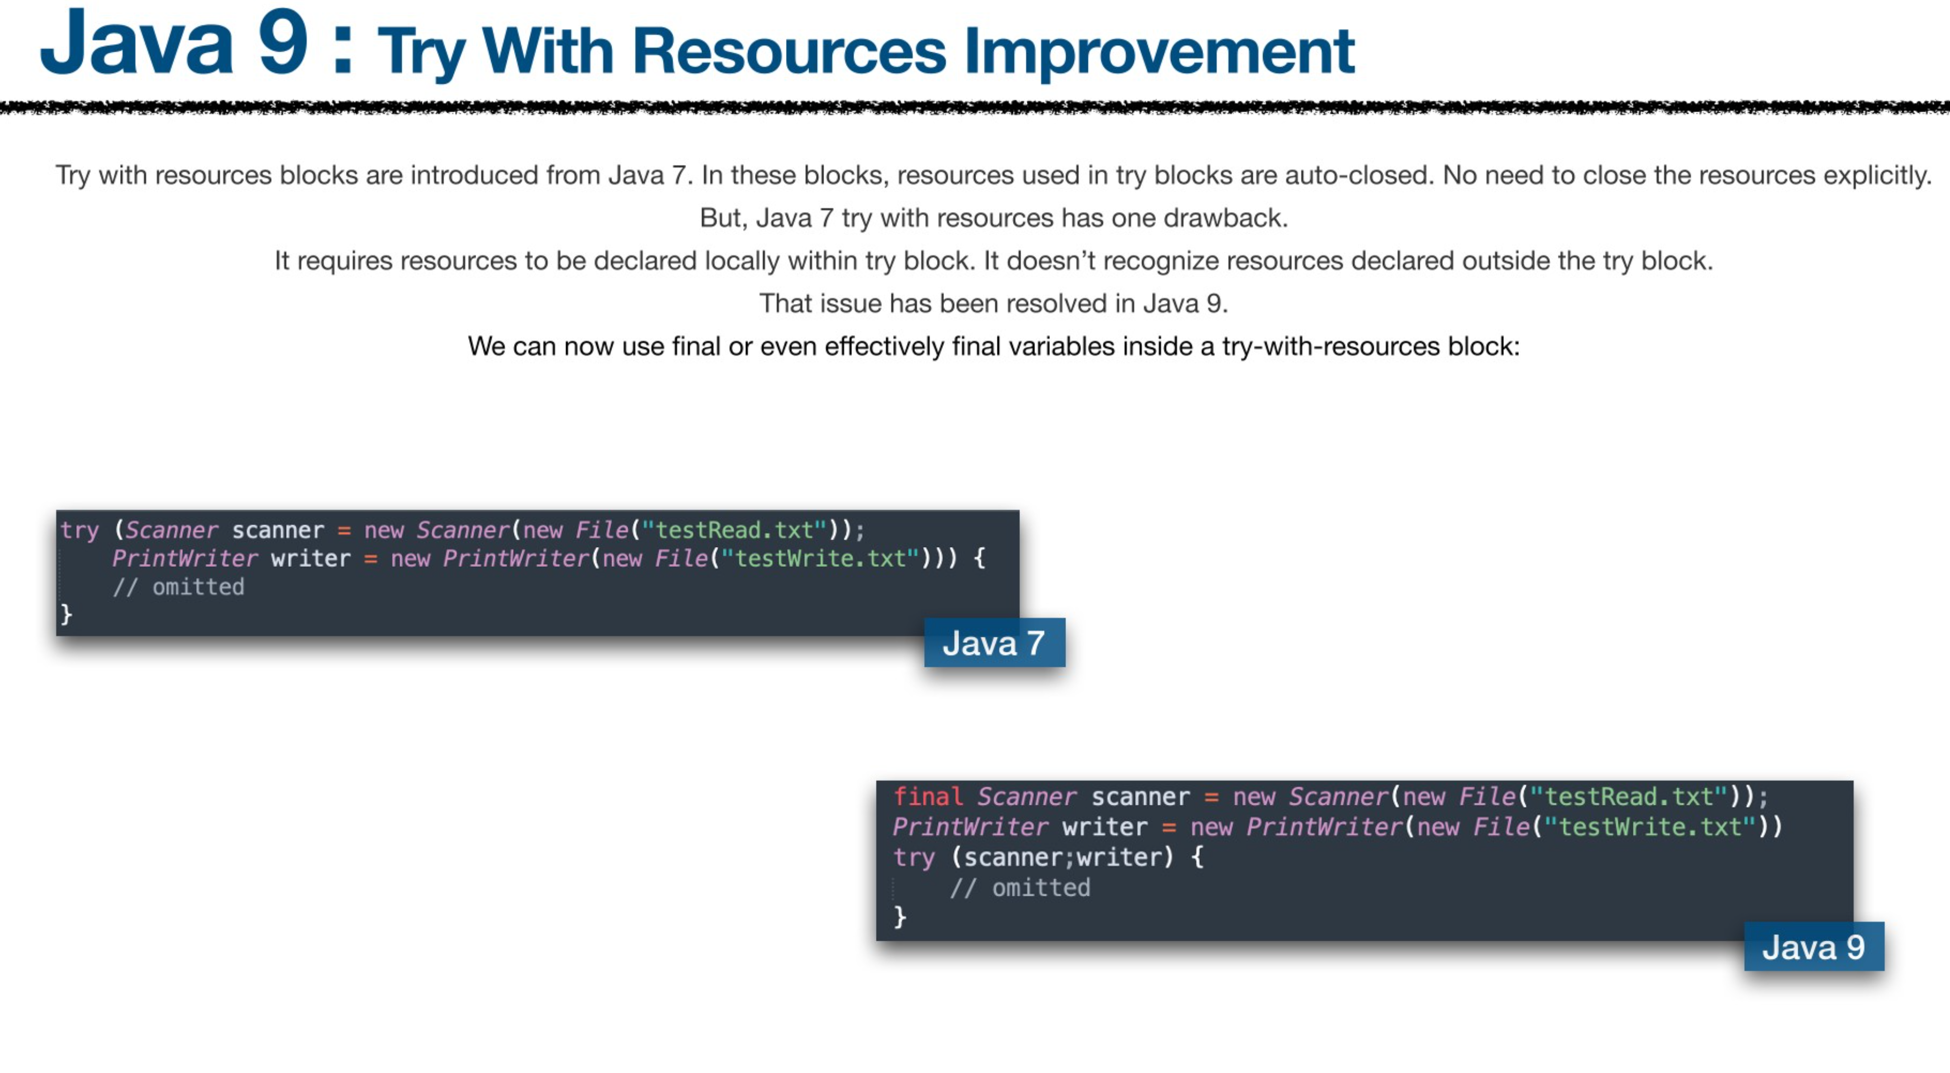 Java 9 : Try With Resources Improvement
Try with resources blocks are introduced from Java 7. In these blocks, resources used in try blocks are auto-closed. No need to close the resources explicitly.
But, Java 7 try with resources has one drawback.
It requires resources to be declared locally within try block. It doesn’t recognize resources declared outside the try block.
That issue has been resolved in Java 9.
We can now use final or even effectively final variables inside a try-with-resources block:
try (Scanner scanner = new Scanner(new File("testRead.txt"));
    PrintWriter writer = new PrintWriter(new File("testWrite.txt"))) {
    // omitted
}
Java 7
final Scanner scanner = new Scanner(new File("testRead.txt"));
PrintWriter writer = new PrintWriter(new File("testWrite.txt"))
try (scanner;writer) {
    // omitted
}
Java 9